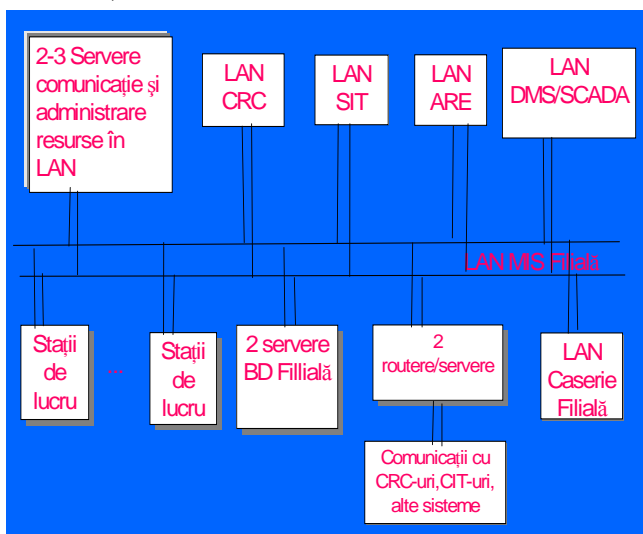 2-3 Servere
comunicație şi
administrare
resurse în
LAN
LAN
CRC
LAN
SIT
LAN
ARE
LAN
DMS/SCADA
LAN MIS Filială
Stații
de
lucru
...
Stații
de
lucru
2 servere
BD Fillială
2
routere/servere
LAN
Caserie
Filială
Comunicații cu
CRC-uri,CIT-uri,
alte sisteme